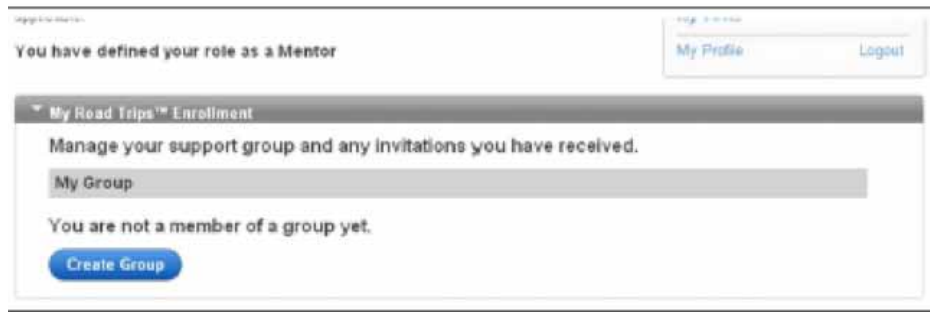 You have defined your role as a Mentor
My Profile Logout
My Road Trips™ Enrollment
Manage your support group and any invitations you have received.
My Group
You are not a member of a group yet.
Create Group